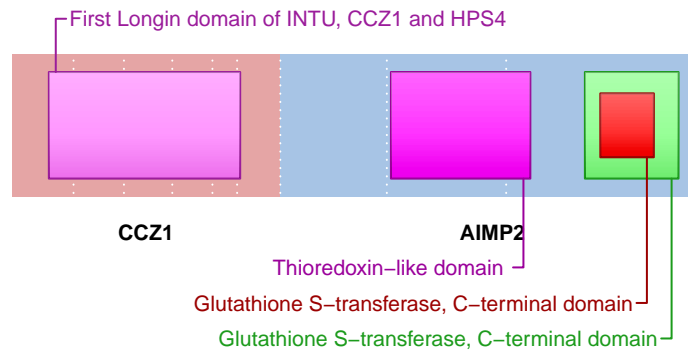 First Longin domain of INTU, CCZ1 and HPS4
CCZ1 AIMP2
Thioredoxin−like domain
Glutathione S−transferase, C−terminal domain
Glutathione S−transferase, C−terminal domain